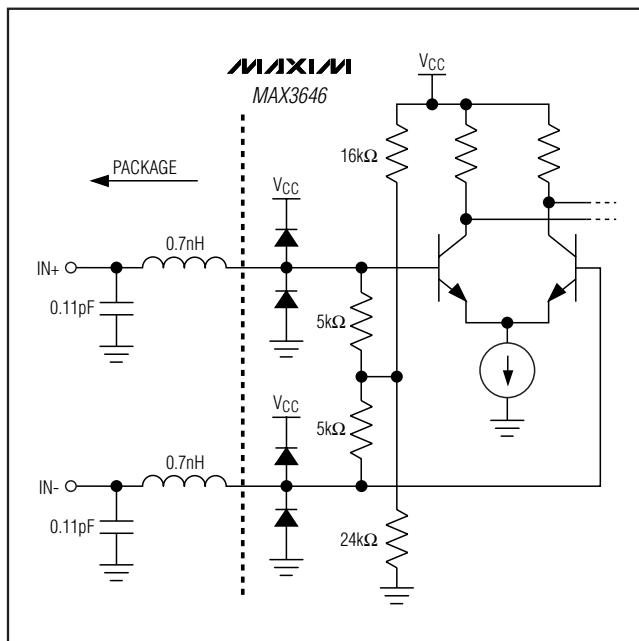 MAXIM
MAX3646
VCC
16kΩ
PACKAGE
VCC
0.7nH
IN+
0.11pF
5kΩ
VCC
5kΩ
0.7nH
IN-
0.11pF
24kΩ